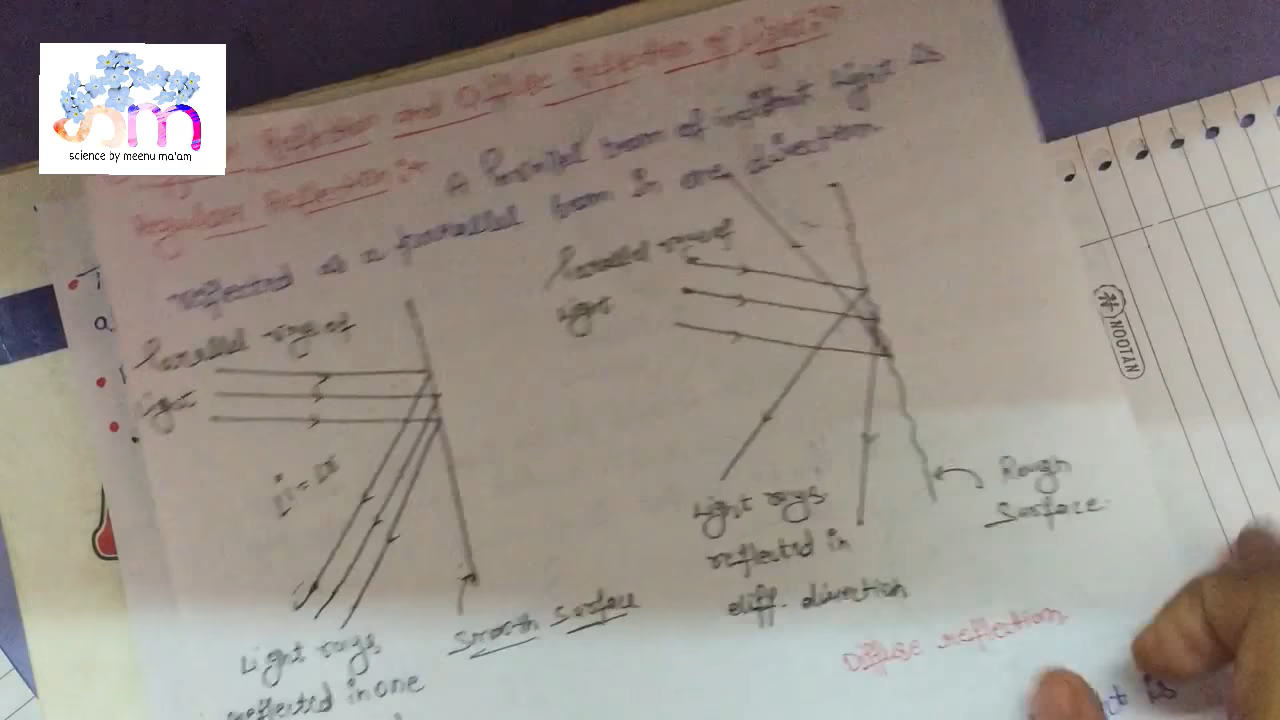 science by meenu ma'am
Reflection and Diffuse Reflection of Light:-
Regular Reflection:- A Parallel beam of incident light is
reflected as a parallel beam in one direction
Parallel rays of
light
Parallel rays of
light
Light rays
reflected in one
Smooth Surface
Light rays
reflected in
diff. direction
Rough
Surface
Diffuse reflection
NOOTAN
is